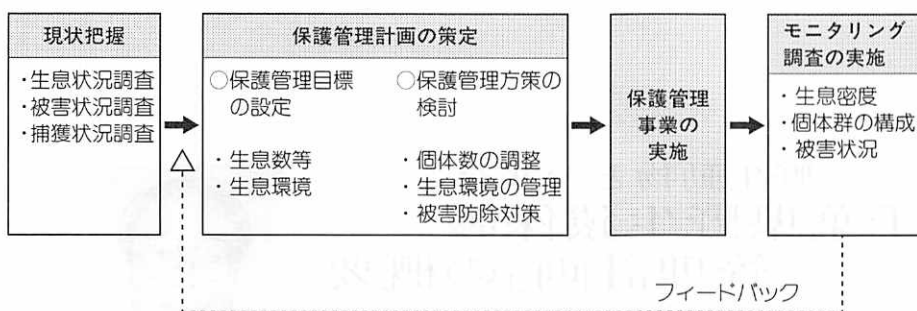 現状把握
・生息状況調査
・被害状況調査
・捕獲状況調査
保護管理計画の策定
○保護管理目標
の設定
・生息数等
・生息環境
○保護管理方策の
検討
・個体数の調整
・生息環境の管理
・被害防除対策
保護管理
事業の
実施
モニタリング
調査の実施
・生息密度
・個体群の構成
・被害状況
フィードバック